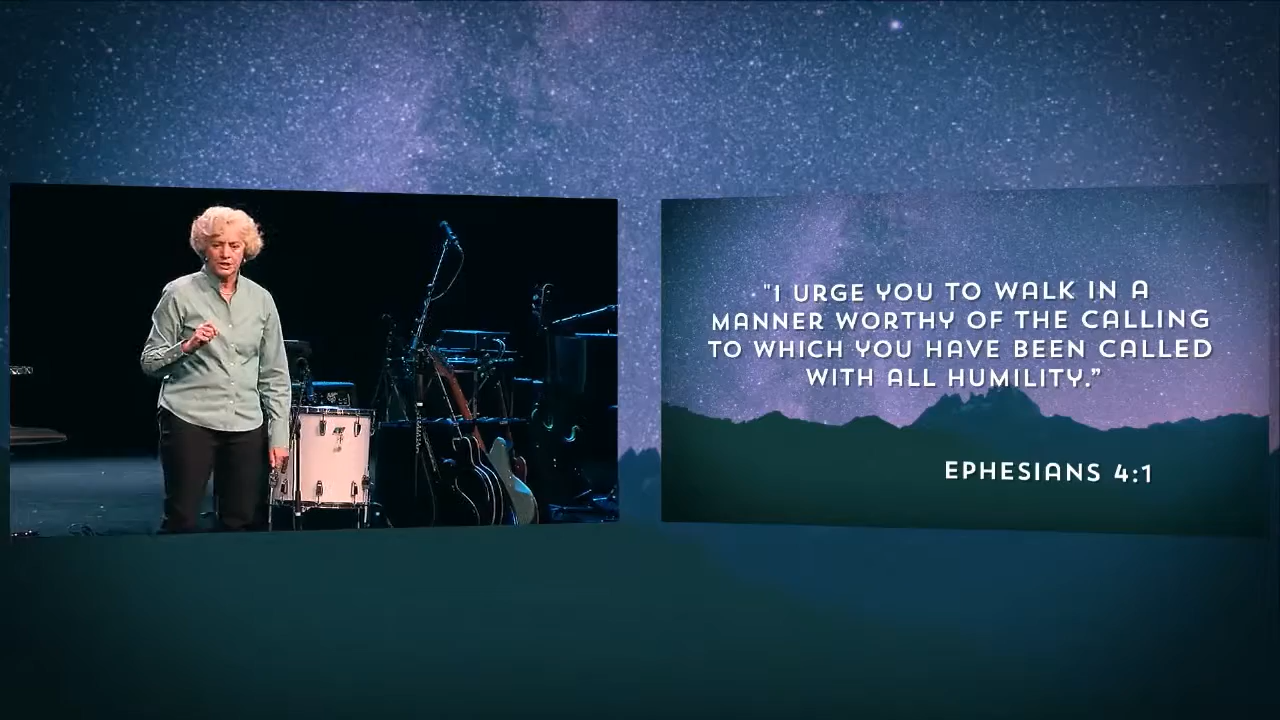 "I URGE YOU TO WALK IN A
MANNER WORTHY OF THE CALLING
TO WHICH YOU HAVE BEEN CALLED
WITH ALL HUMILITY.”
EPHESIANS 4:1